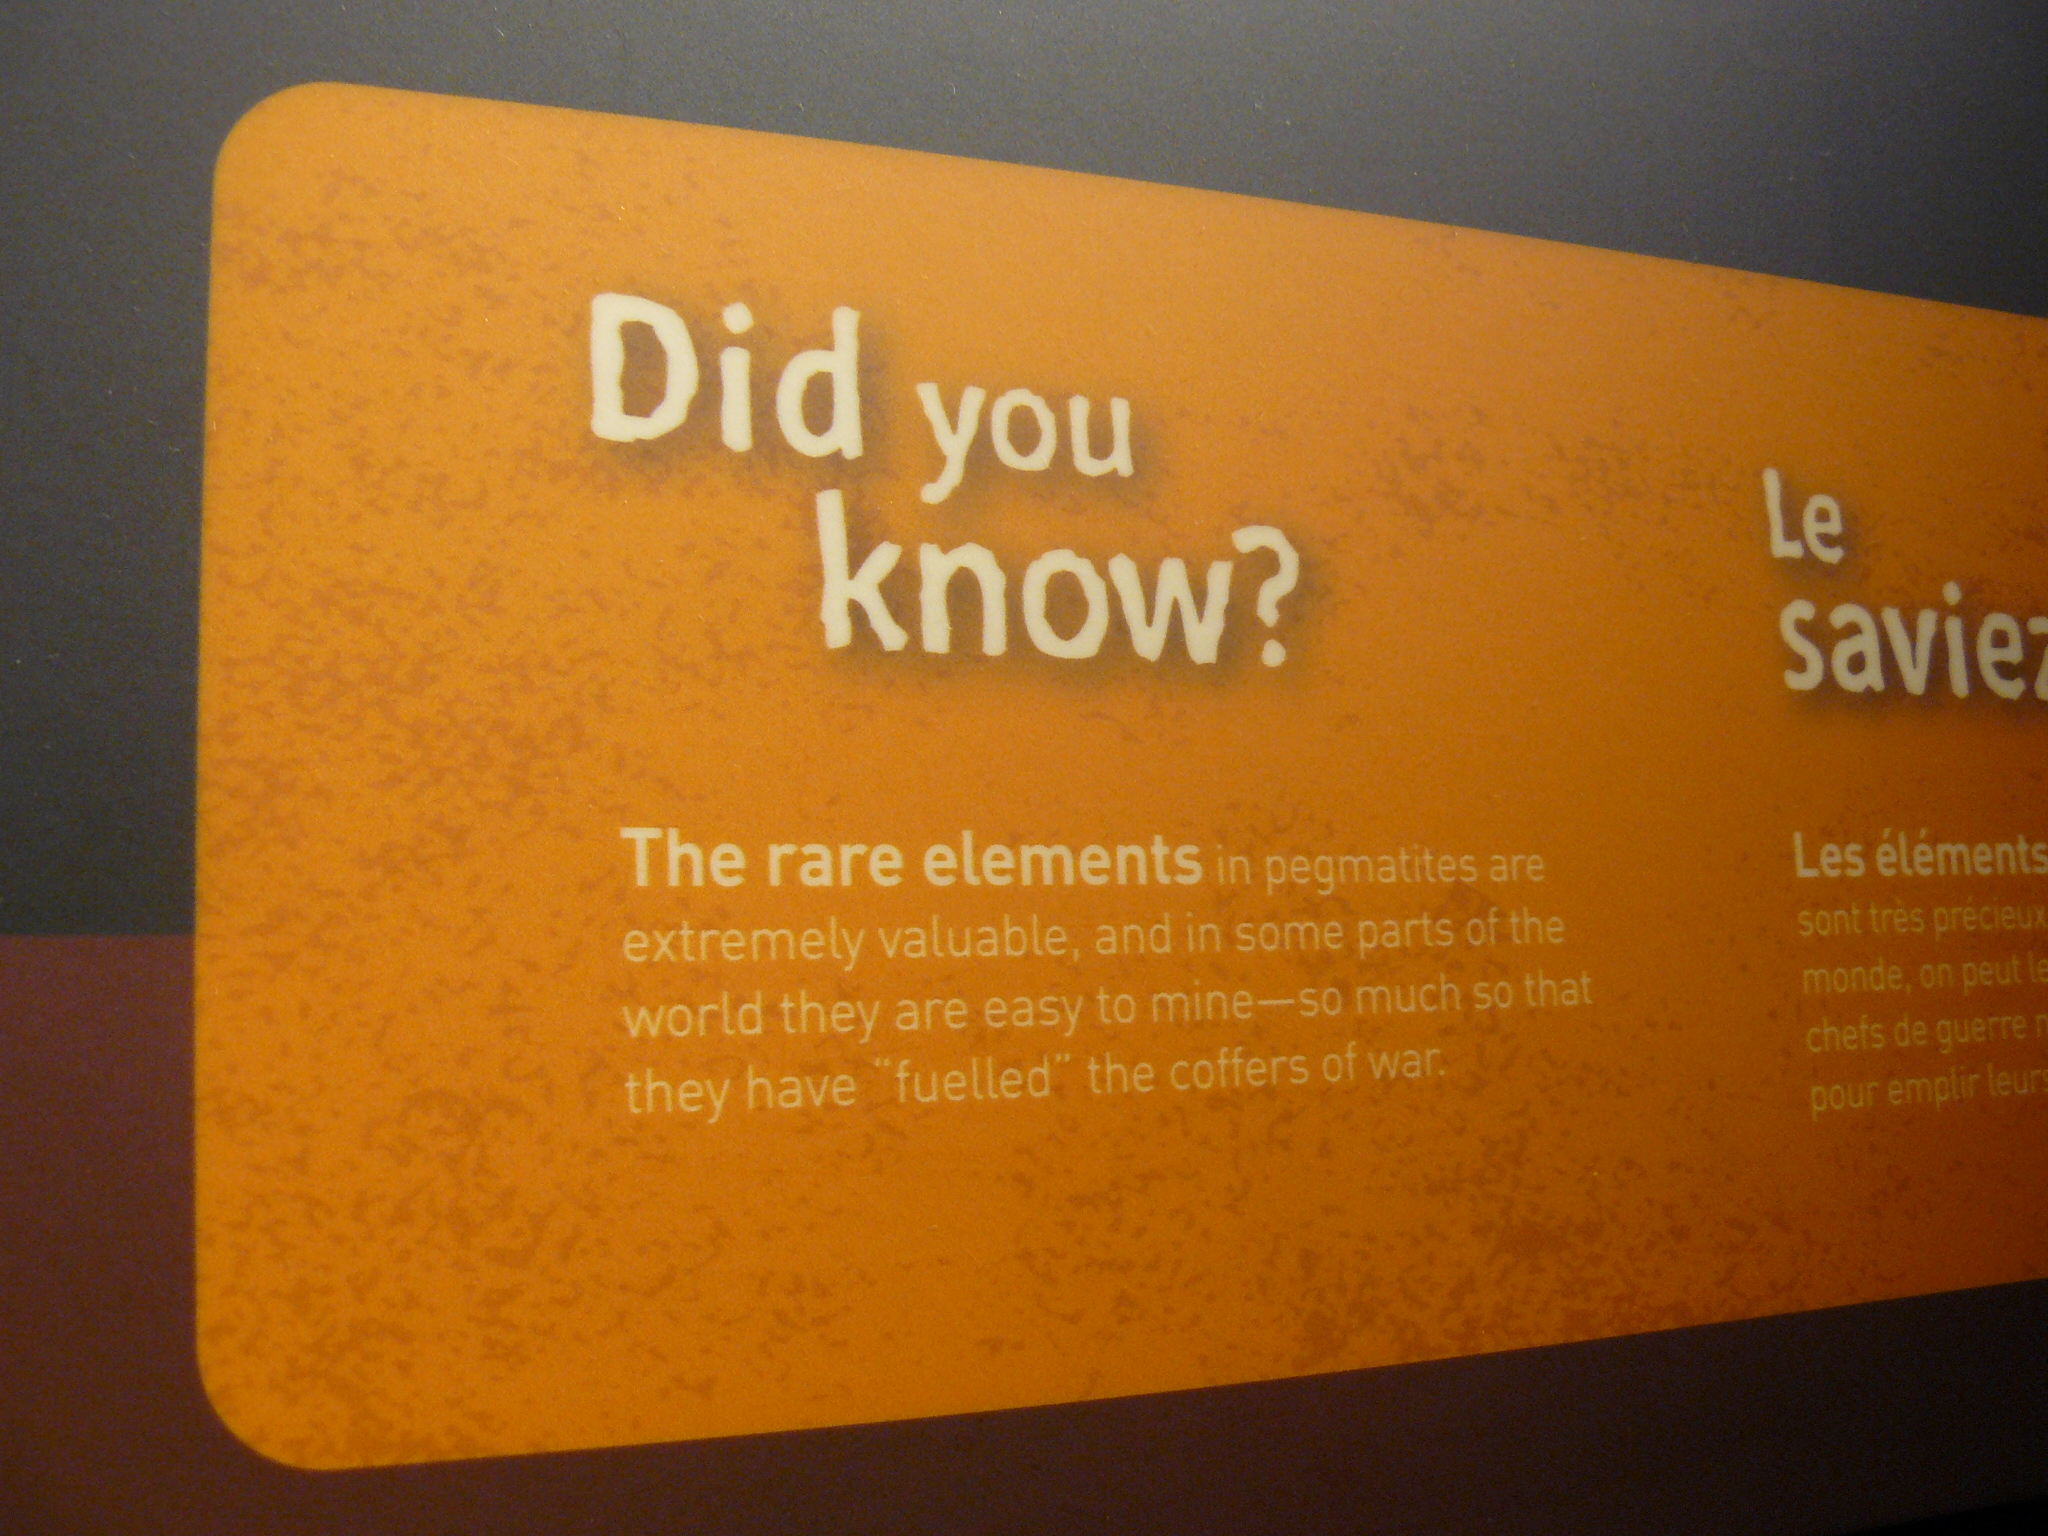 Did you
know?
The rare elements in pegmatites are
extremely valuable, and in some parts of the
world they are easy to mine—so much so that
they have “fuelled” the coffers of war.
Le
saviez
Les éléments
sont très précieux
monde, on peut le
chefs de guerre
pour emplir leurs